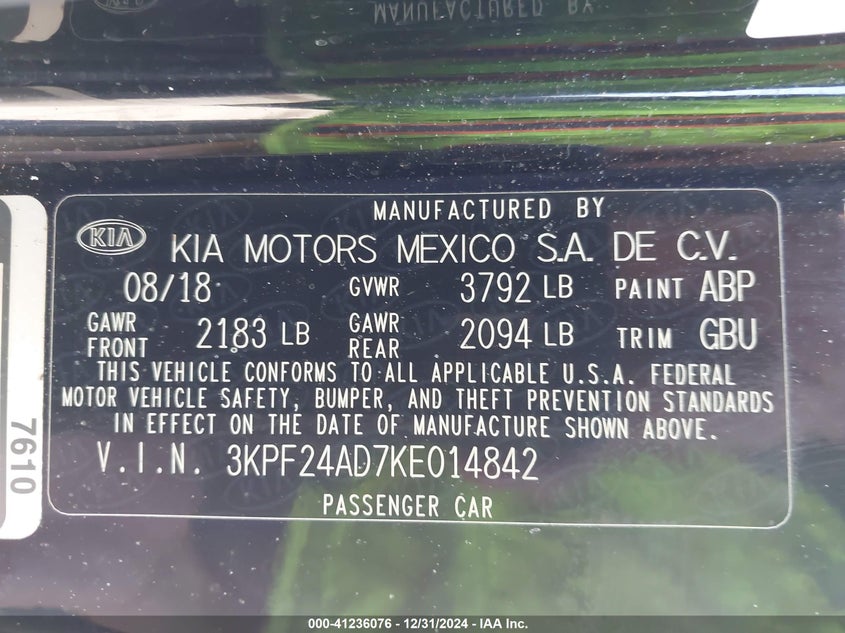 MANUFACTURED BY
MANUFACTURED BY
KIA
KIA MOTORS MEXICO S.A. DE C.V.
08/18 GVWR 3792 LB PAINT ABP
GAWR FRONT 2183 LB GAWR REAR 2094 LB TRIM GBU
THIS VEHICLE CONFORMS TO ALL APPLICABLE U.S.A. FEDERAL
MOTOR VEHICLE SAFETY, BUMPER, AND THEFT PREVENTION STANDARDS
IN EFFECT ON THE DATE OF MANUFACTURE SHOWN ABOVE.
V.I.N. 3KPF24AD7KE014842
PASSENGER CAR
7610
000-41236076 - 12/31/2024 - IAA Inc.